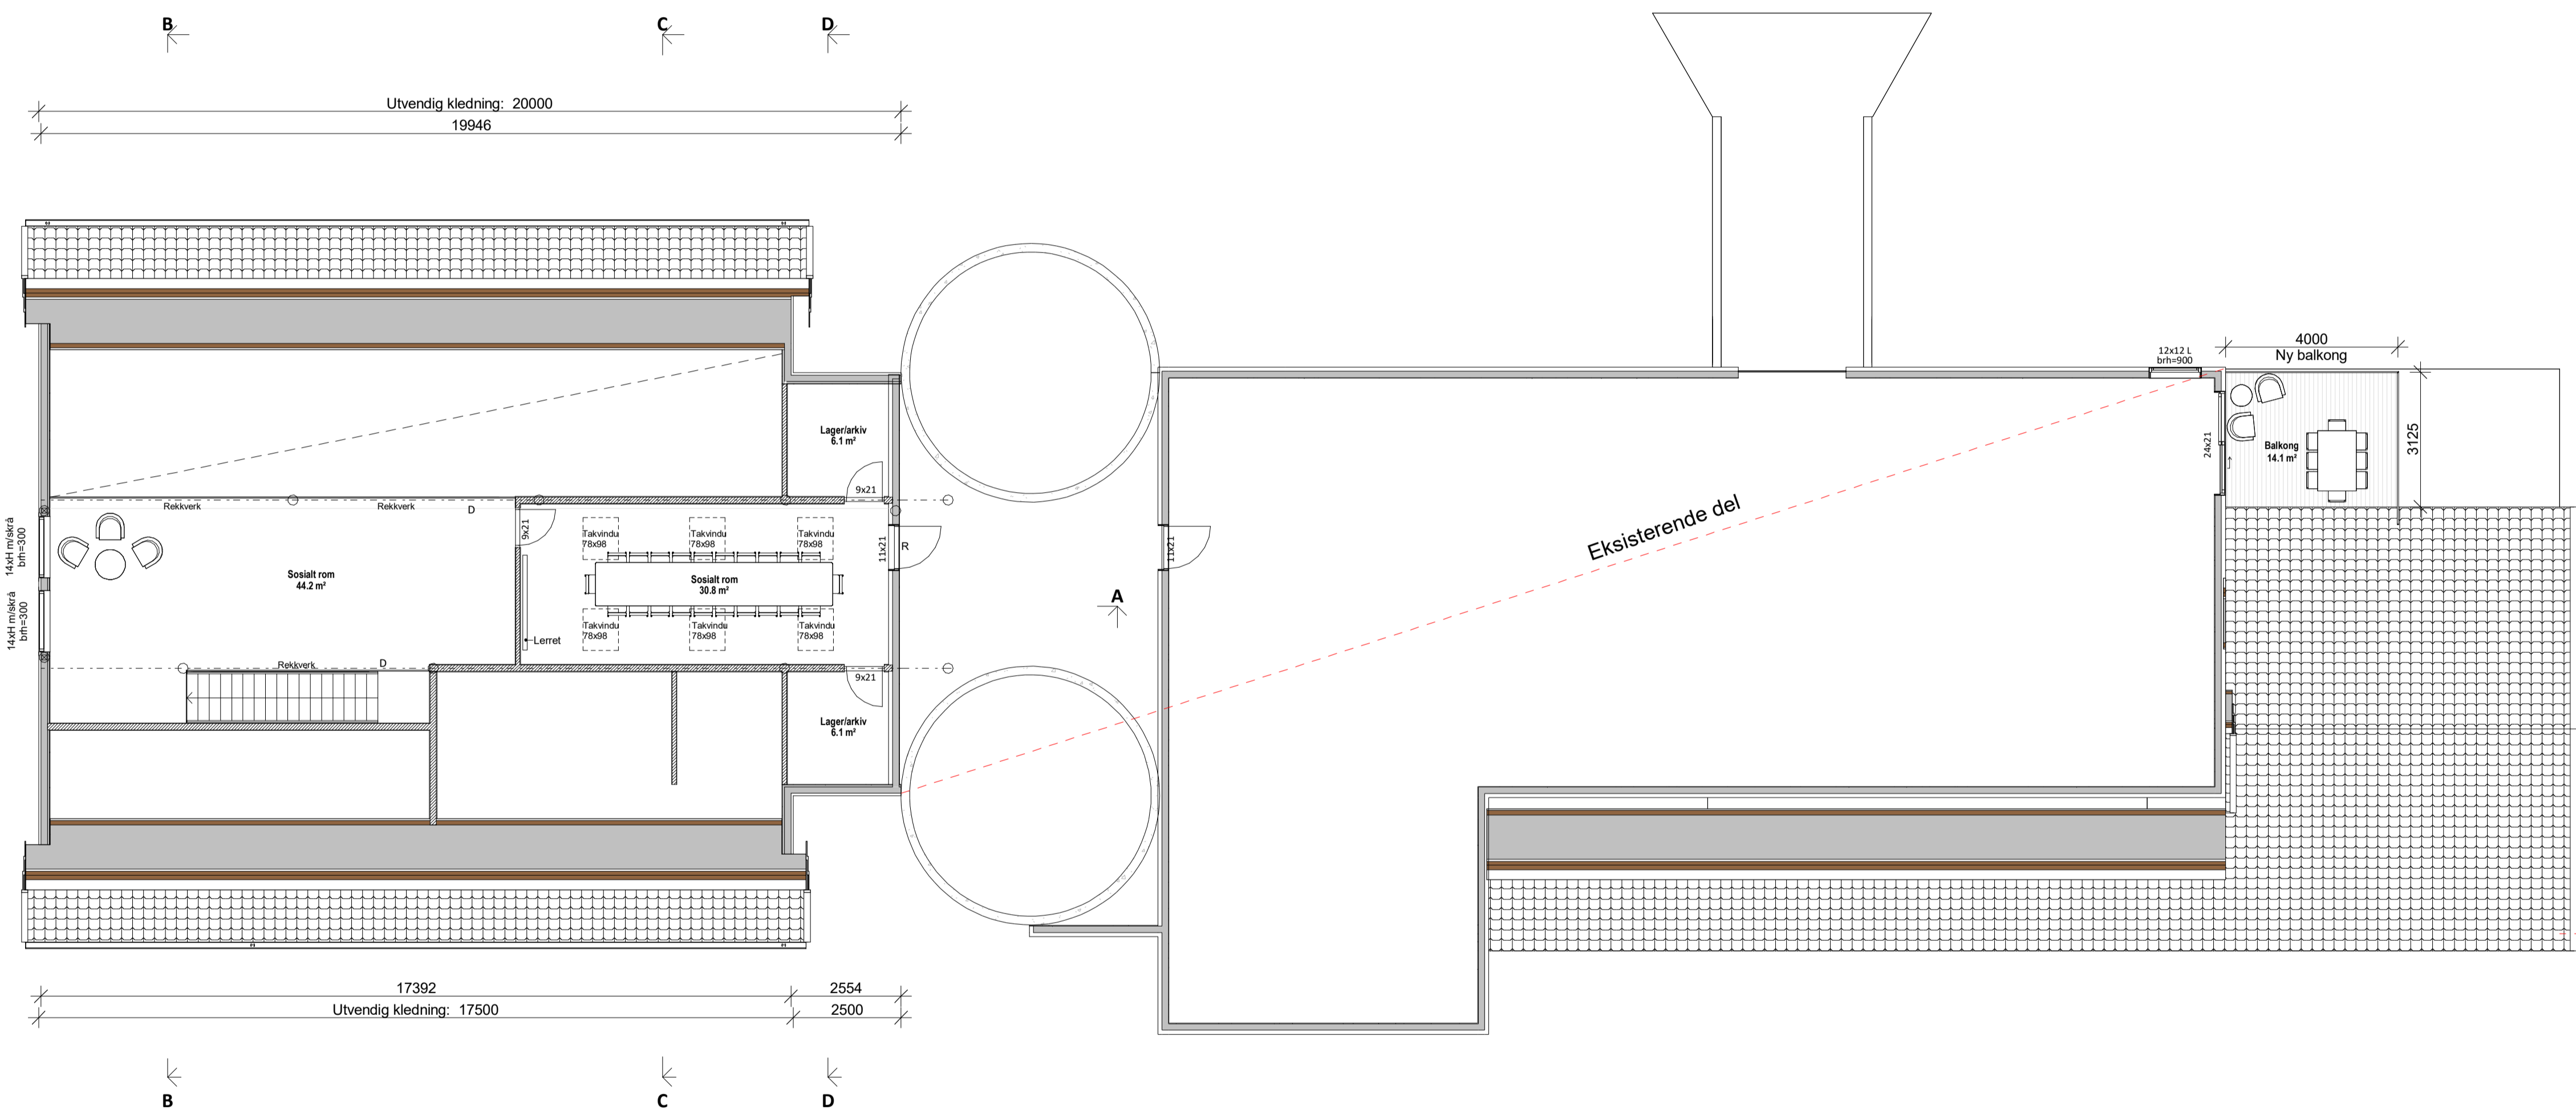 B
C
D
Utvendig kledning: 20000
19946
12x12 L
brh=900
4000
Ny balkong
3125
24x21
Balkong
14.1 m²
Lager/arkiv
6.1 m²
9x21
Rekkverk
Rekkverk
D
9x21
Takvindu
78x98
Takvindu
78x98
Takvindu
78x98
11x21
R
11x21
Eksisterende del
14xH m/skrå
brh=300
14xH m/skrå
brh=300
Sosialt rom
44.2 m²
Sosialt rom
30.8 m²
A
Takvindu
78x98
Takvindu
78x98
Takvindu
78x98
Lerret
Rekkverk
D
9x21
Lager/arkiv
6.1 m²
17392
2554
Utvendig kledning: 17500
2500
B
C
D